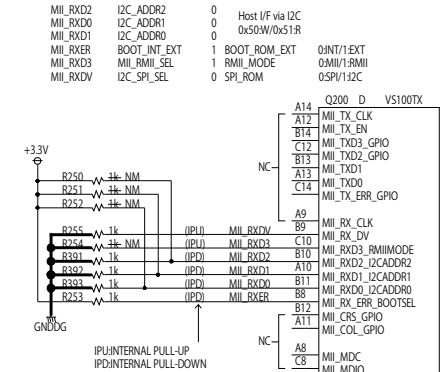 MII_RXD2 I2C_ADDR2 0 Host I/F via I2C
MII_RXD0 I2C_ADDR1 0 0x50:W/0x51:R
MII_RXD1 I2C_ADDR0 0
MII_RXER BOOT_INT_EXT 1 BOOT_ROM_EXT 0:INT/1:EXT
MII_RXD3 MII_RMII_SEL 1 RMII_MODE 0:MII/1:RMII
MII_RXDV I2C_SPI_SEL 0 SPI_ROM 0:SPI/1:I2C
Q200 VS100TX
A14 MII_TX_CLK
A12 MII_TX_EN
B14 MII_TXD3_GPIO
C12 MII_TXD2_GPIO
B13 MII_TXD1
A13 MII_TXD0
C14 MII_TX_ERR_GPIO
NC
+3.3V
R250 1k NM
R251 1k NM
R252 1k NM
A9 MII_RX_CLK
R255 1k (IPU) MII_RXDV B9 MII_RX_DV
R254 1k NM (IPU) MII_RXD3 C10 MII_RXD3_RMIIMODE
R391 1k (IPD) MII_RXD2 B10 MII_RXD2_I2CADDR2
R392 1k (IPD) MII_RXD1 A10 MII_RXD1_I2CADDR1
R393 1k (IPD) MII_RXD0 B11 MII_RXD0_I2CADDR0
R253 1k (IPD) MII_RXER B8 MII_RX_ERR_BOOTSEL
B12 MII_CRS_GPIO
A11 MII_COL_GPIO
GNDDG
NC
IPU:INTERNAL PULL-UP
IPD:INTERNAL PULL-DOWN
A8 MII_MDC
C8 MII_MDIO